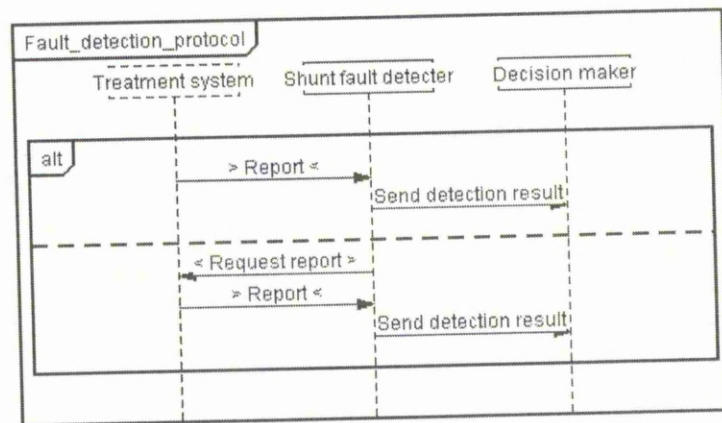 Fault_detection_protocol
Treatment system
Shunt fault detecter
Decision maker
alt
> Report <
Send detection result
< Request report >
> Report <
Send detection result